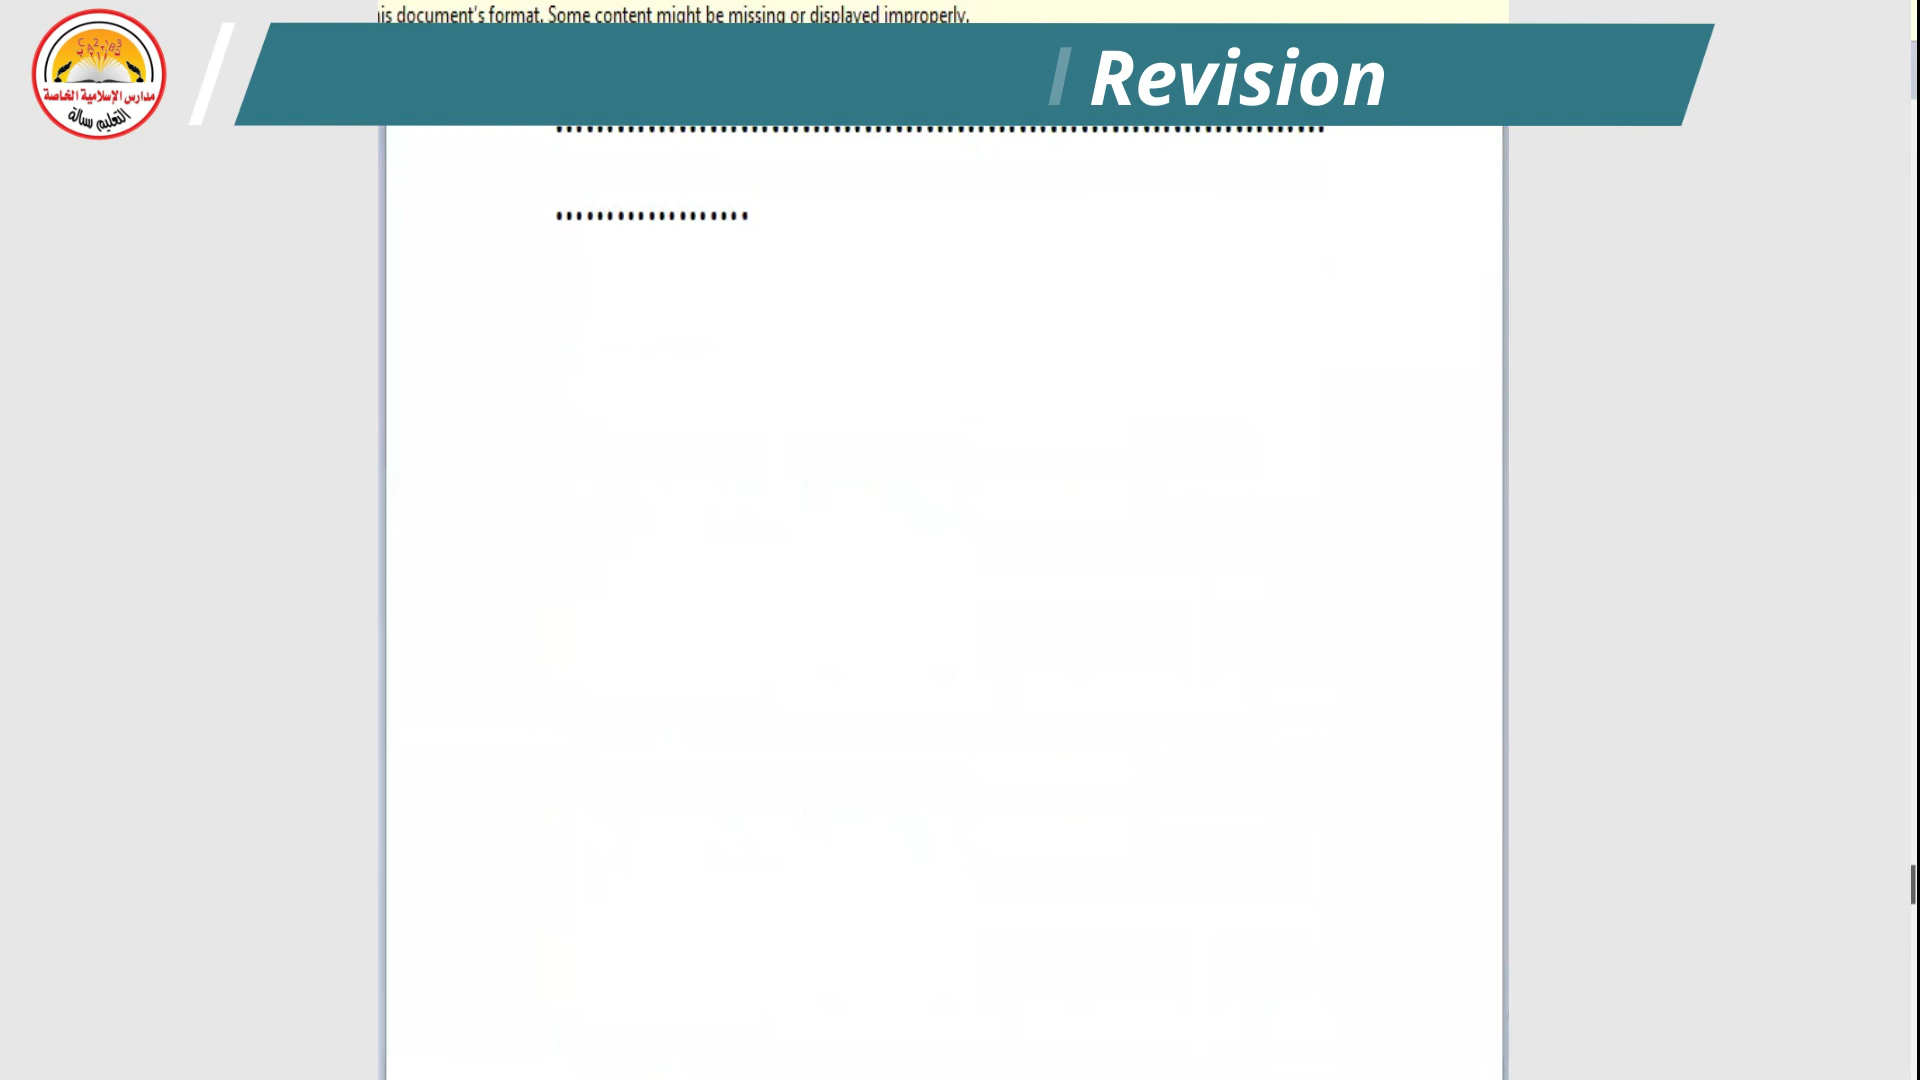 is document's format. Some content might be missing or displayed improperly.
/ Revision
مدارس الإسلامية الخاصة
التعليم رسالة
................................................................................
...................